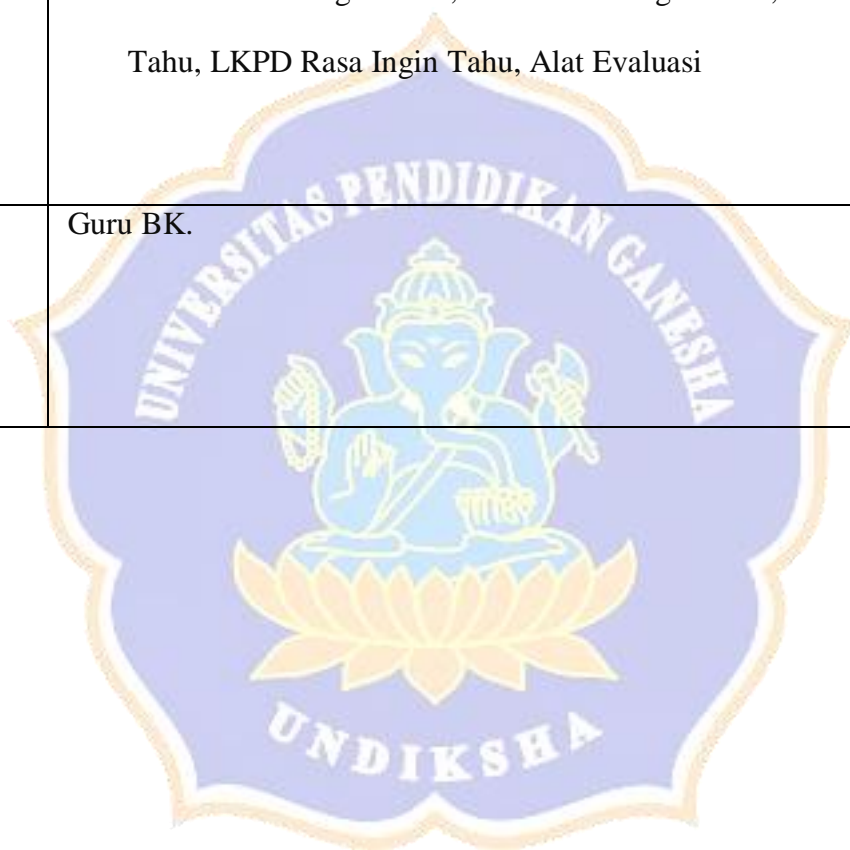 Tahu, LKPD Rasa Ingin Tahu, Alat Evaluasi
Guru BK.
UNIVERSITAS PENDIDIKAN GANESHA
UNDIKSHA